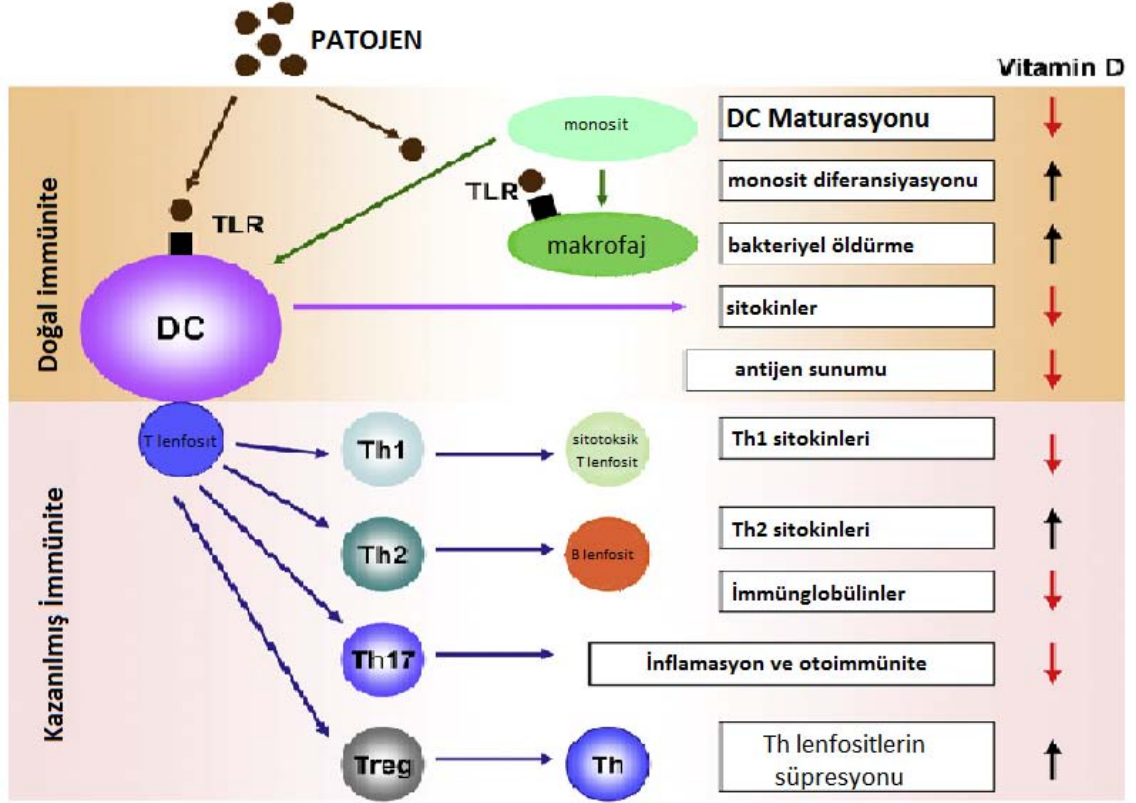 PATOJEN
Vitamin D
Doğal immünite
monosit
DC Maturasyonu
TLR
monosit diferansiyasyonu
TLR
makrofaj
bakteriyel öldürme
DC
sitokinler
antijen sunumu
Kazanılmış İmmünite
T lenfosıt
Th1
sitotoksik
T lenfosit
Th1 sitokinleri
Th2
B lenfosit
Th2 sitokinleri
İmmünglobülinler
Th17
İnflamasyon ve otoimmünite
Treg
Th
Th lenfositlerin
süpresyonu